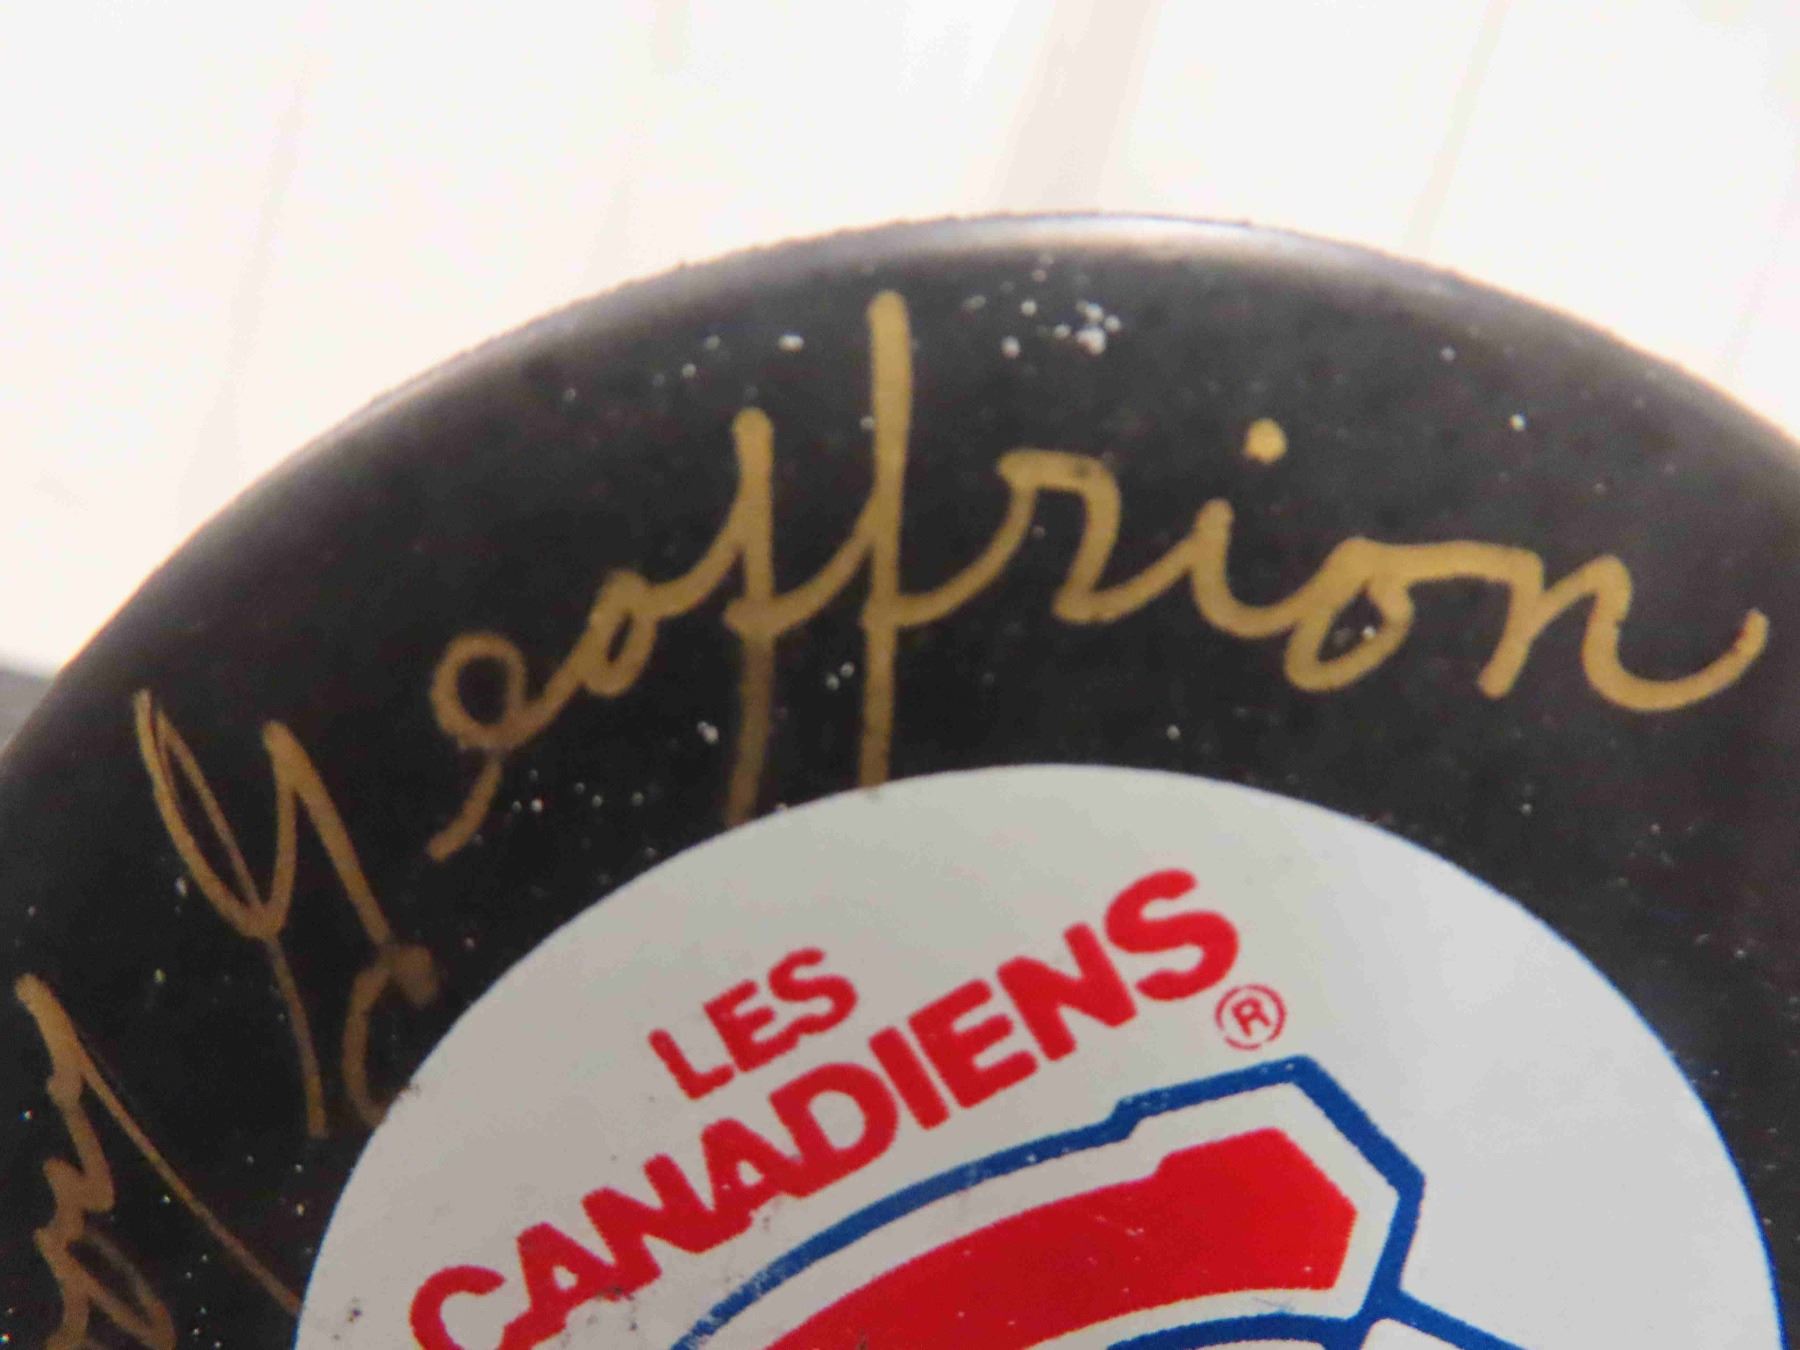 Geoffrion
LES
CANADIENS
®